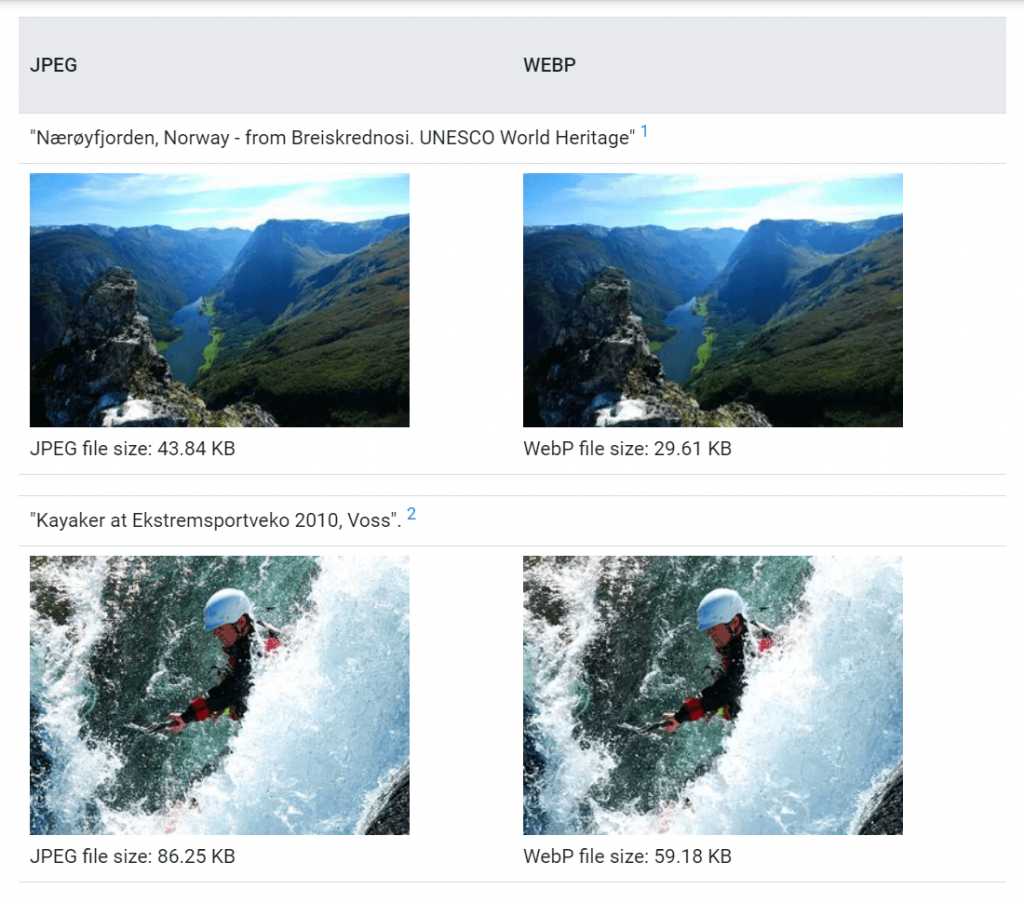 JPEG WEBP
"Nærøyfjorden, Norway - from Breiskrednosi. UNESCO World Heritage" 1
JPEG file size: 43.84 KB WebP file size: 29.61 KB
"Kayaker at Ekstremsportveko 2010, Voss". 2
JPEG file size: 86.25 KB WebP file size: 59.18 KB